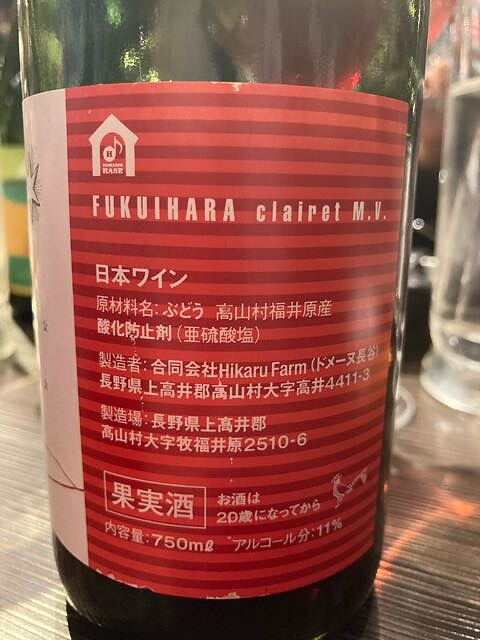 H
DOMAINE
HASE
FUKUIHARA clairet M.V.
日本ワイン
原材料名：ぶどう 高山村福井原産
酸化防止剤（亜硫酸塩）
製造者：合同会社Hikaru Farm（ドメーヌ長谷）
長野県上高井郡高山村大字高井4411-3
製造場：長野県上高井郡
高山村大字牧福井原2510-6
果実酒
お酒は
20歳になってから
内容量：750mℓ アルコール分：11%